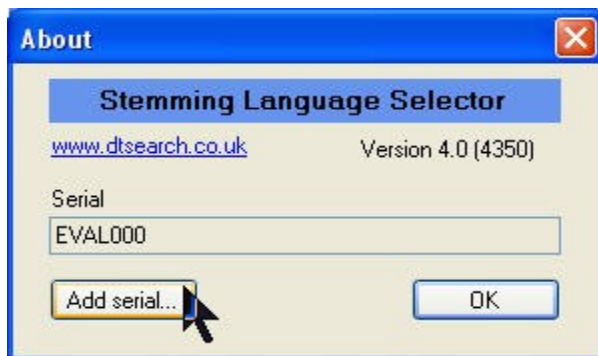 About
Stemming Language Selector
www.dtsearch.co.uk Version 4.0 (4350)
Serial
EVAL000
Add serial... OK